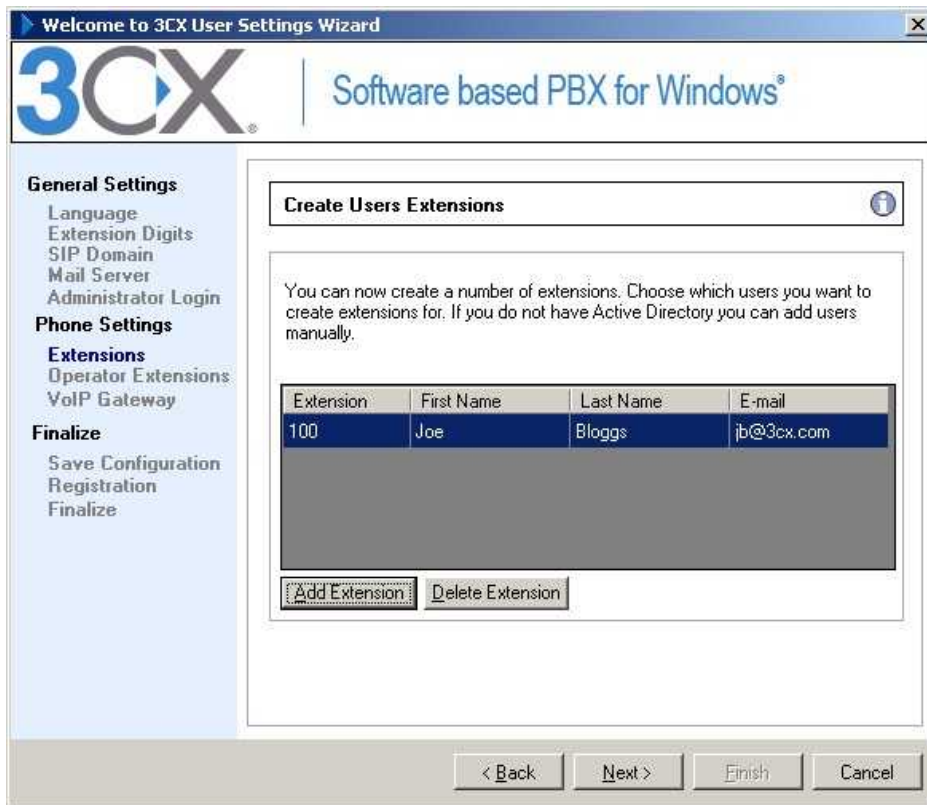 Welcome to 3CX User Settings Wizard
3CX®
Software based PBX for Windows®
General Settings
Language
Extension Digits
SIP Domain
Mail Server
Administrator Login
Phone Settings
Extensions
Operator Extensions
VoIP Gateway
Finalize
Save Configuration
Registration
Finalize
Create Users Extensions
You can now create a number of extensions. Choose which users you want to
create extensions for. If you do not have Active Directory you can add users
manually.
Extension First Name Last Name E-mail
100 Joe Bloggs jb@3cx.com
Add Extension Delete Extension
< Back Next > Finish Cancel